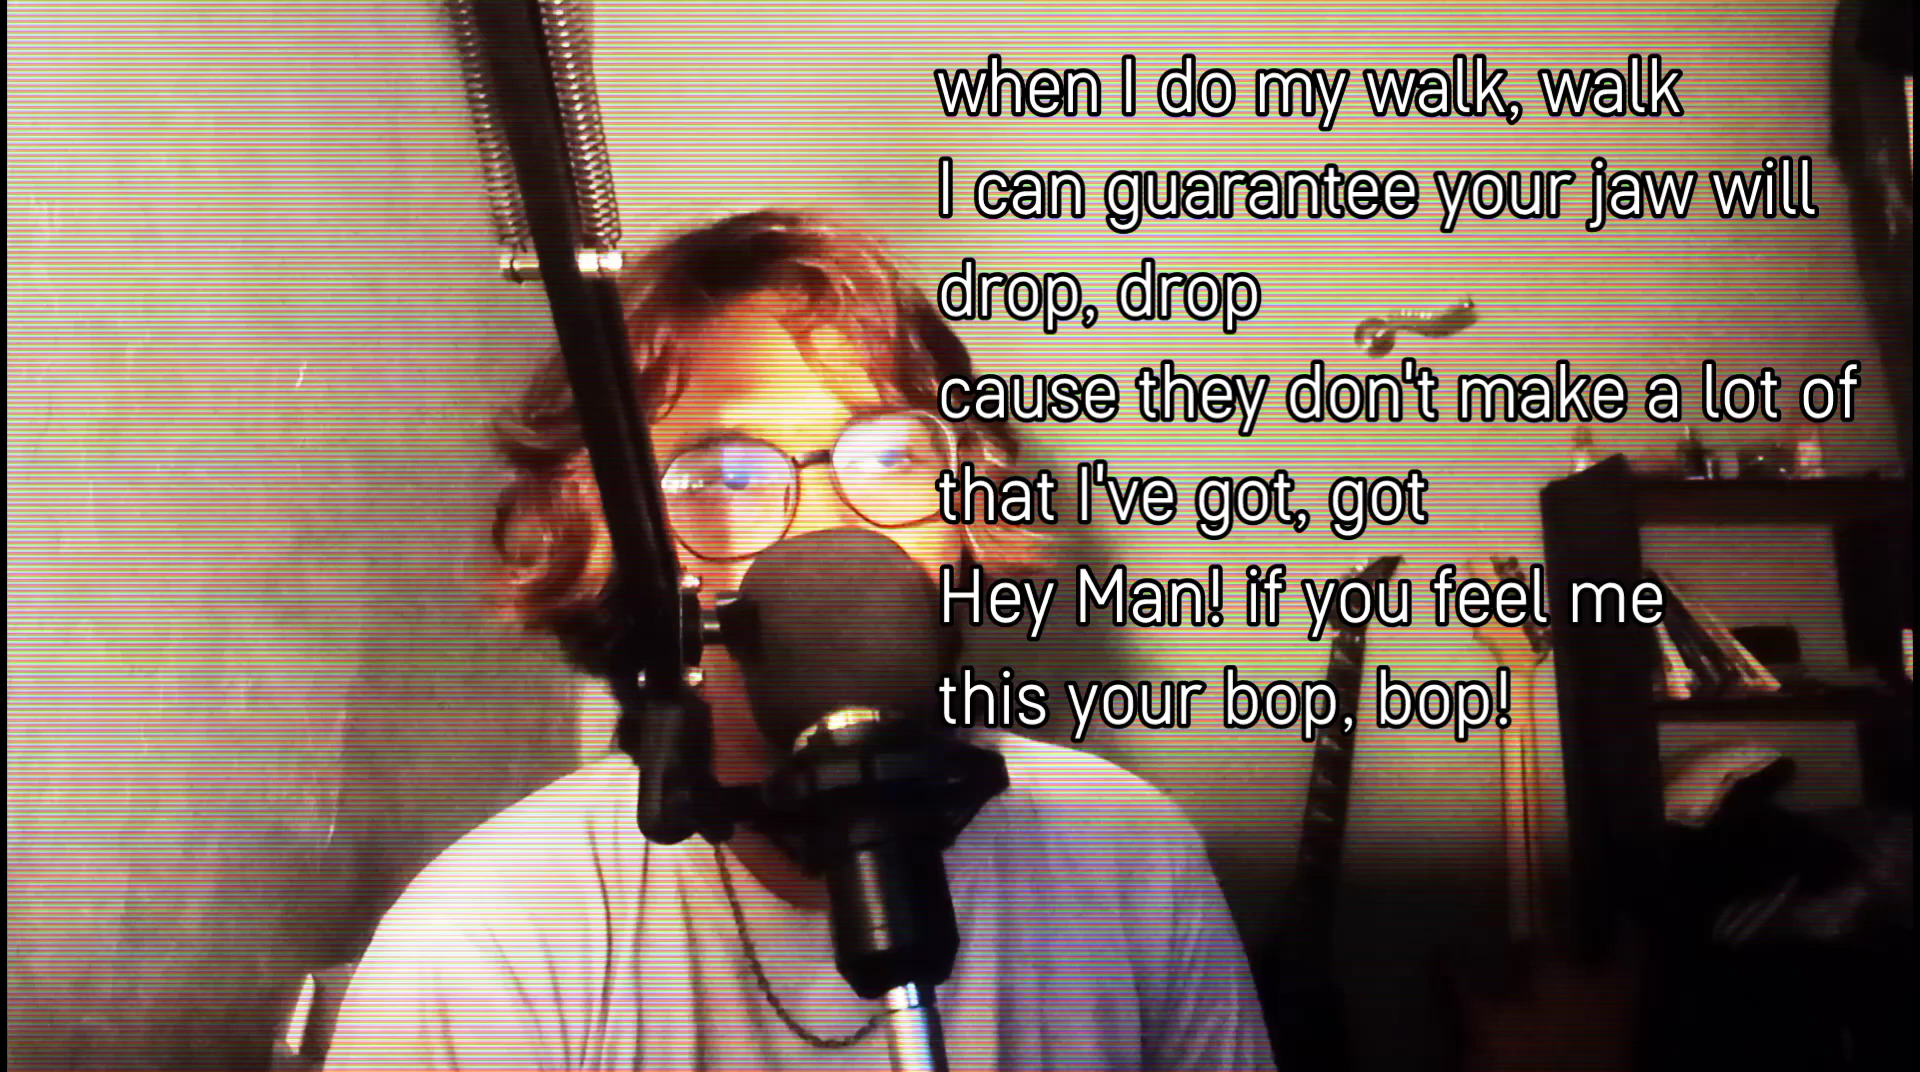 when I do my walk, walk
I can guarantee your jaw will
drop, drop
cause they don't make a lot of
that I've got, got
Hey Man! if you feel me
this your bop, bop!